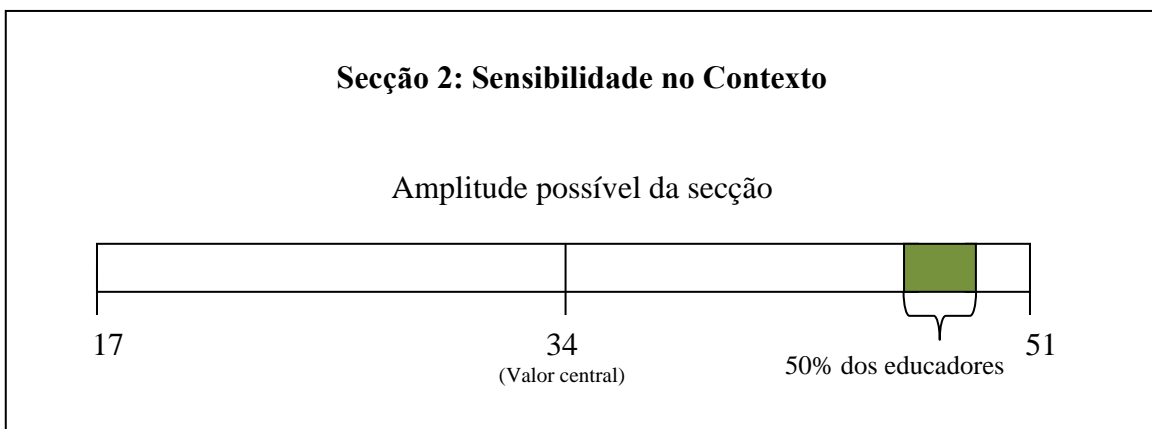 Secção 2: Sensibilidade no Contexto
Amplitude possível da secção
17
34
51
(Valor central)
50% dos educadores